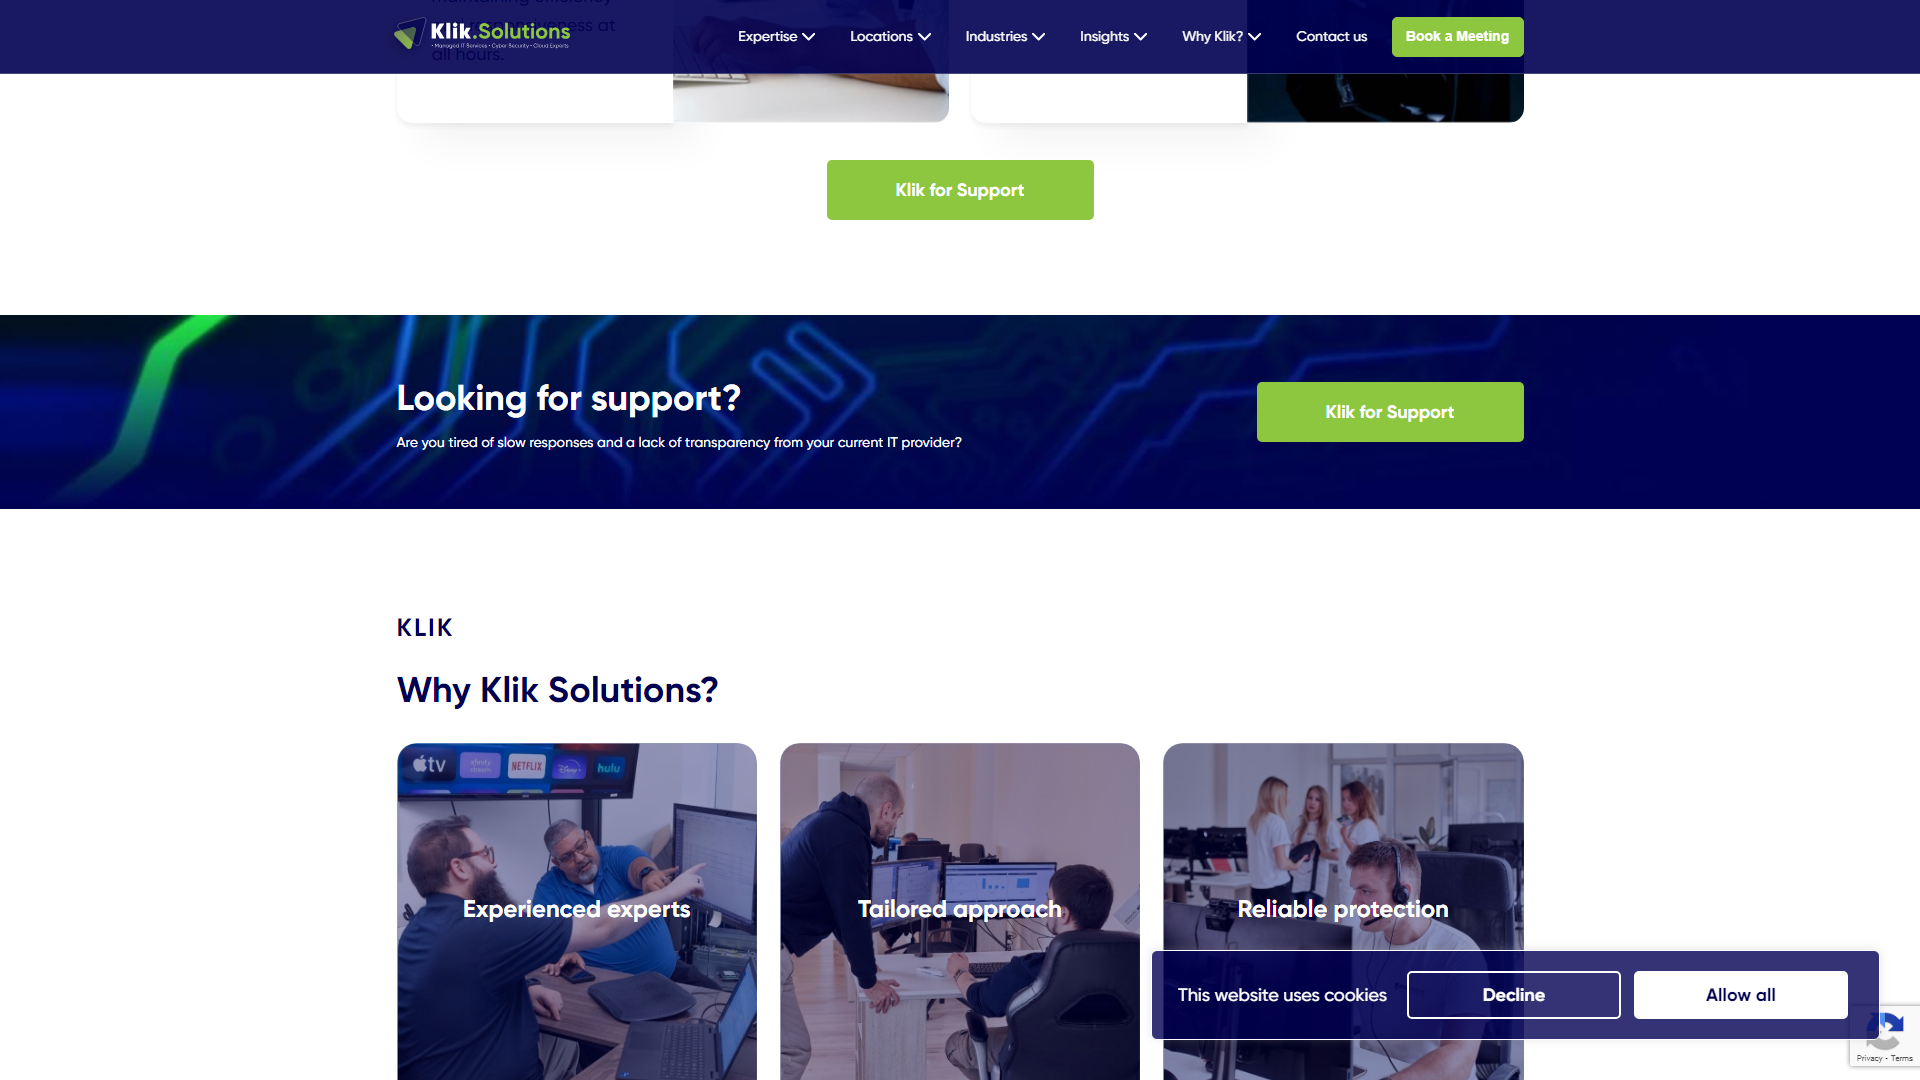 Klik.Solutions
• Managed IT Services • Cyber Security • Cloud Experts
Expertise
Locations
Industries
Insights
Why Klik?
Contact us
Book a Meeting
all hours.
Klik for Support
Looking for support?
Are you tired of slow responses and a lack of transparency from your current IT provider?
Klik for Support
KLIK
Why Klik Solutions?
tv
xfinity
stream
NETFLIX
Disney+
hulu
Experienced experts
Tailored approach
Reliable protection
This website uses cookies
Decline
Allow all
Privacy - Terms